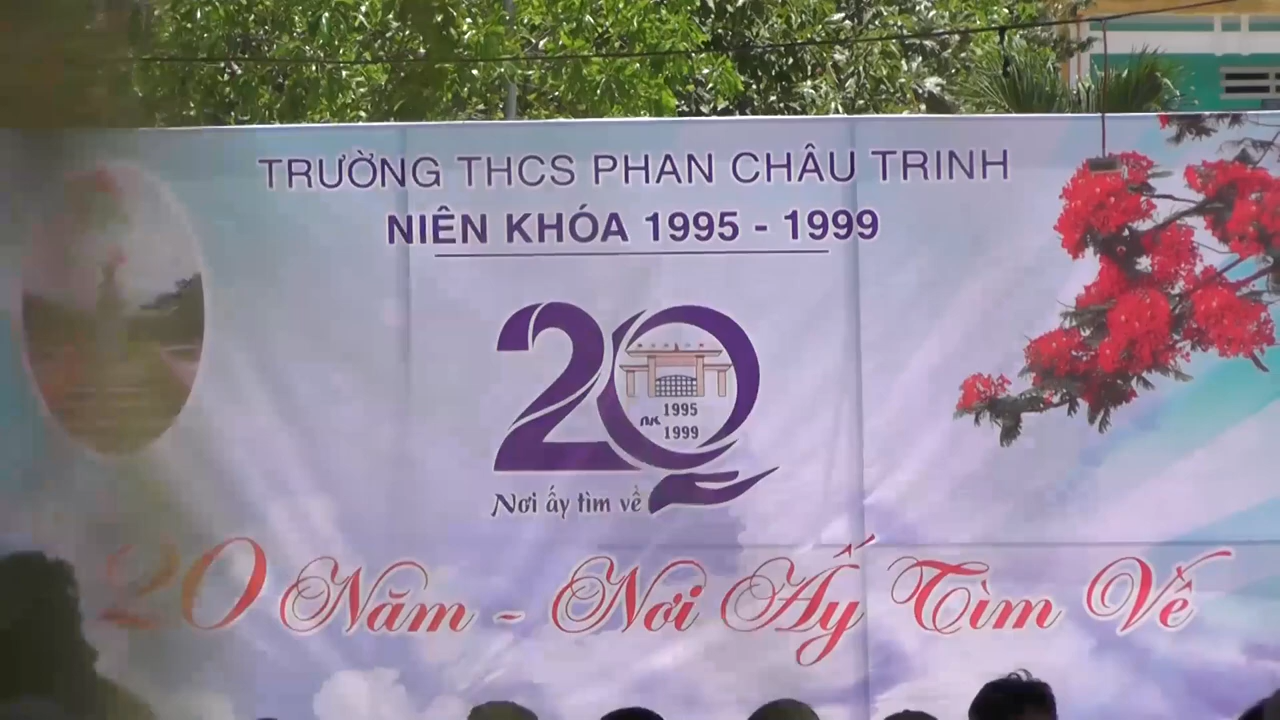 TRƯỜNG THCS PHAN CHÂU TRINH
NIÊN KHÓA 1995 - 1999
20
NK 1995
1999
Nơi ấy tìm về
20 Năm - Nơi Ấy Tìm Về